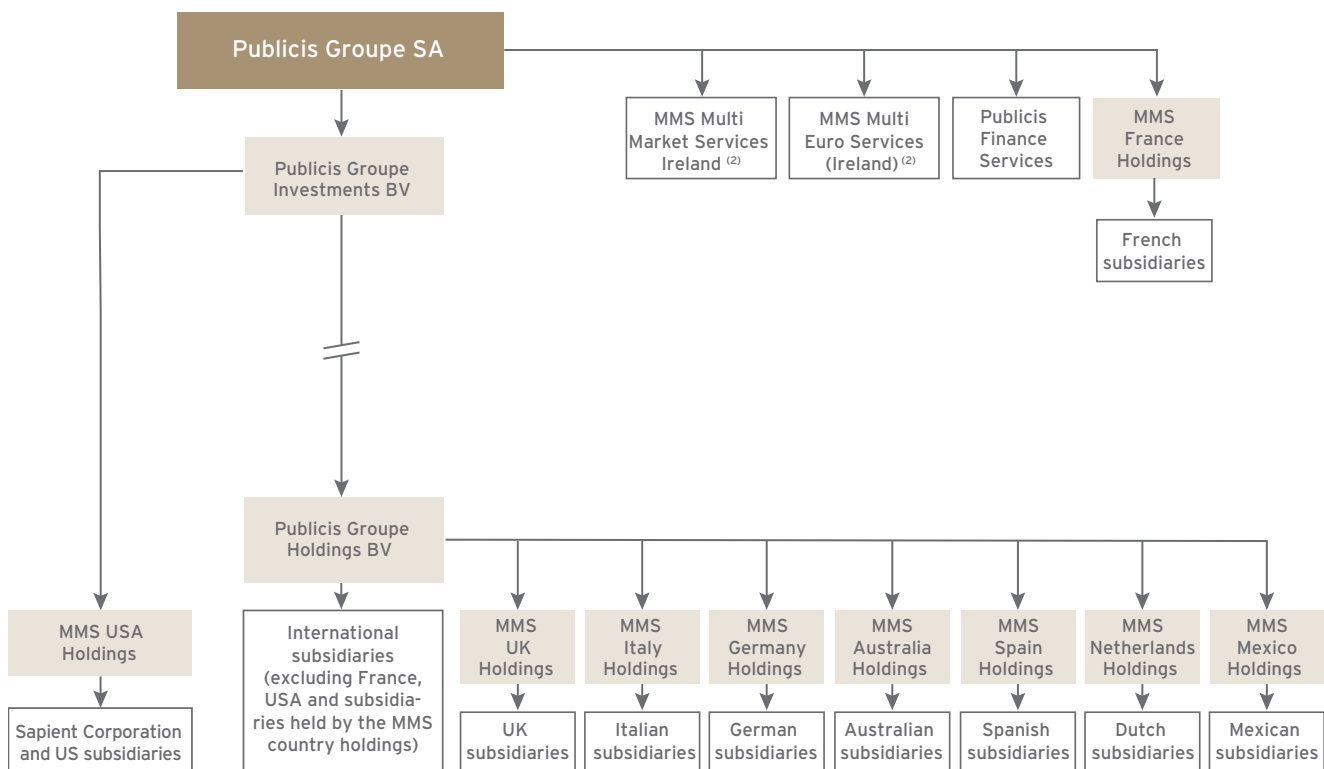 Publicis Groupe SA
MMS Multi
Market Services
Ireland (2)
MMS Multi
Euro Services
(Ireland) (2)
Publicis
Finance
Services
MMS
France
Holdings
Publicis Groupe
Investments BV
French
subsidiaries
Publicis Groupe
Holdings BV
MMS USA
Holdings
International
subsidiaries
(excluding France,
USA and subsidia-
ries held by the MMS
country holdings)
MMS
UK
Holdings
MMS
Italy
Holdings
MMS
Germany
Holdings
MMS
Australia
Holdings
MMS
Spain
Holdings
MMS
Netherlands
Holdings
MMS
Mexico
Holdings
Sapient Corporation
and US subsidiaries
UK
subsidiaries
Italian
subsidiaries
German
subsidiaries
Australian
subsidiaries
Spanish
subsidiaries
Dutch
subsidiaries
Mexican
subsidiaries